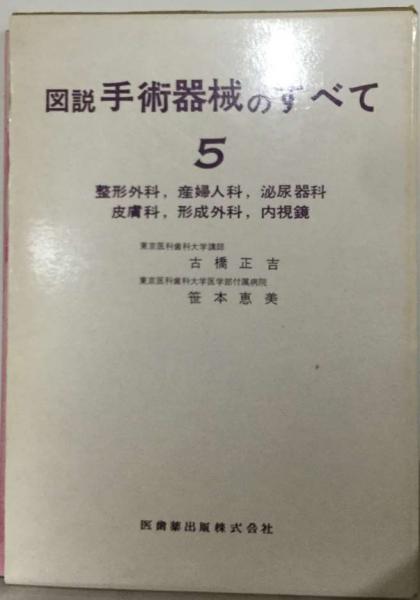 図説 手術器械のすべて
5
整形外科，産婦人科，泌尿器科
皮膚科，形成外科，内視鏡
東京医科歯科大学講師
古橋正吉
東京医科歯科大学医学部付属病院
笹本恵美
医歯薬出版株式会社